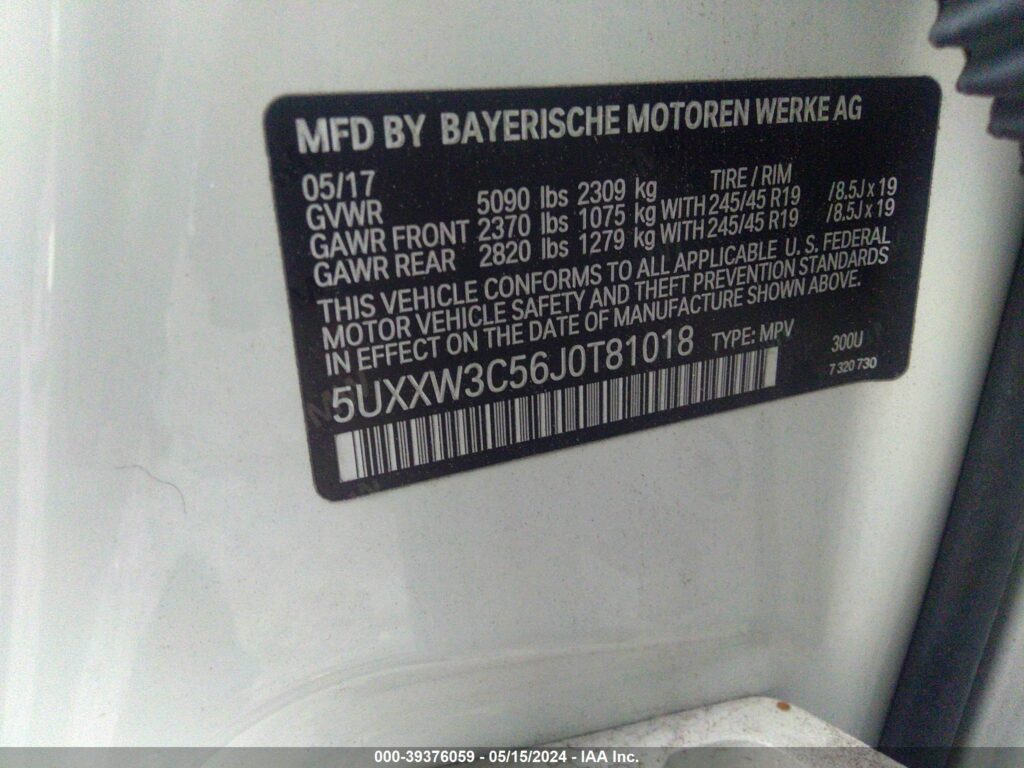 MFD BY BAYERISCHE MOTOREN WERKE AG
05/17 TIRE / RIM
GVWR 5090 lbs 2309 kg
GAWR FRONT 2370 lbs 1075 kg WITH 245/45 R19 /8.5J x 19
GAWR REAR 2820 lbs 1279 kg WITH 245/45 R19 /8.5J x 19
THIS VEHICLE CONFORMS TO ALL APPLICABLE U. S. FEDERAL
MOTOR VEHICLE SAFETY AND THEFT PREVENTION STANDARDS
IN EFFECT ON THE DATE OF MANUFACTURE SHOWN ABOVE.
5UXXW3C56J0T81018 TYPE: MPV 300U
7 320 730
000-39376059 - 05/15/2024 - IAA Inc.